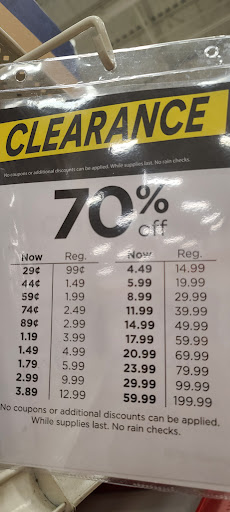 CLEARANCE
No coupons or additional discounts can be applied. While supplies last. No rain checks.
70% off
Now Reg. Now Reg.
29¢ 99¢ 4.49 14.99
44¢ 1.49 5.99 19.99
59¢ 1.99 8.99 29.99
74¢ 2.49 11.99 39.99
89¢ 2.99 14.99 49.99
1.19 3.99 17.99 59.99
1.49 4.99 20.99 69.99
1.79 5.99 23.99 79.99
2.99 9.99 29.99 99.99
3.89 12.99 59.99 199.99
No coupons or additional discounts can be applied.
While supplies last. No rain checks.